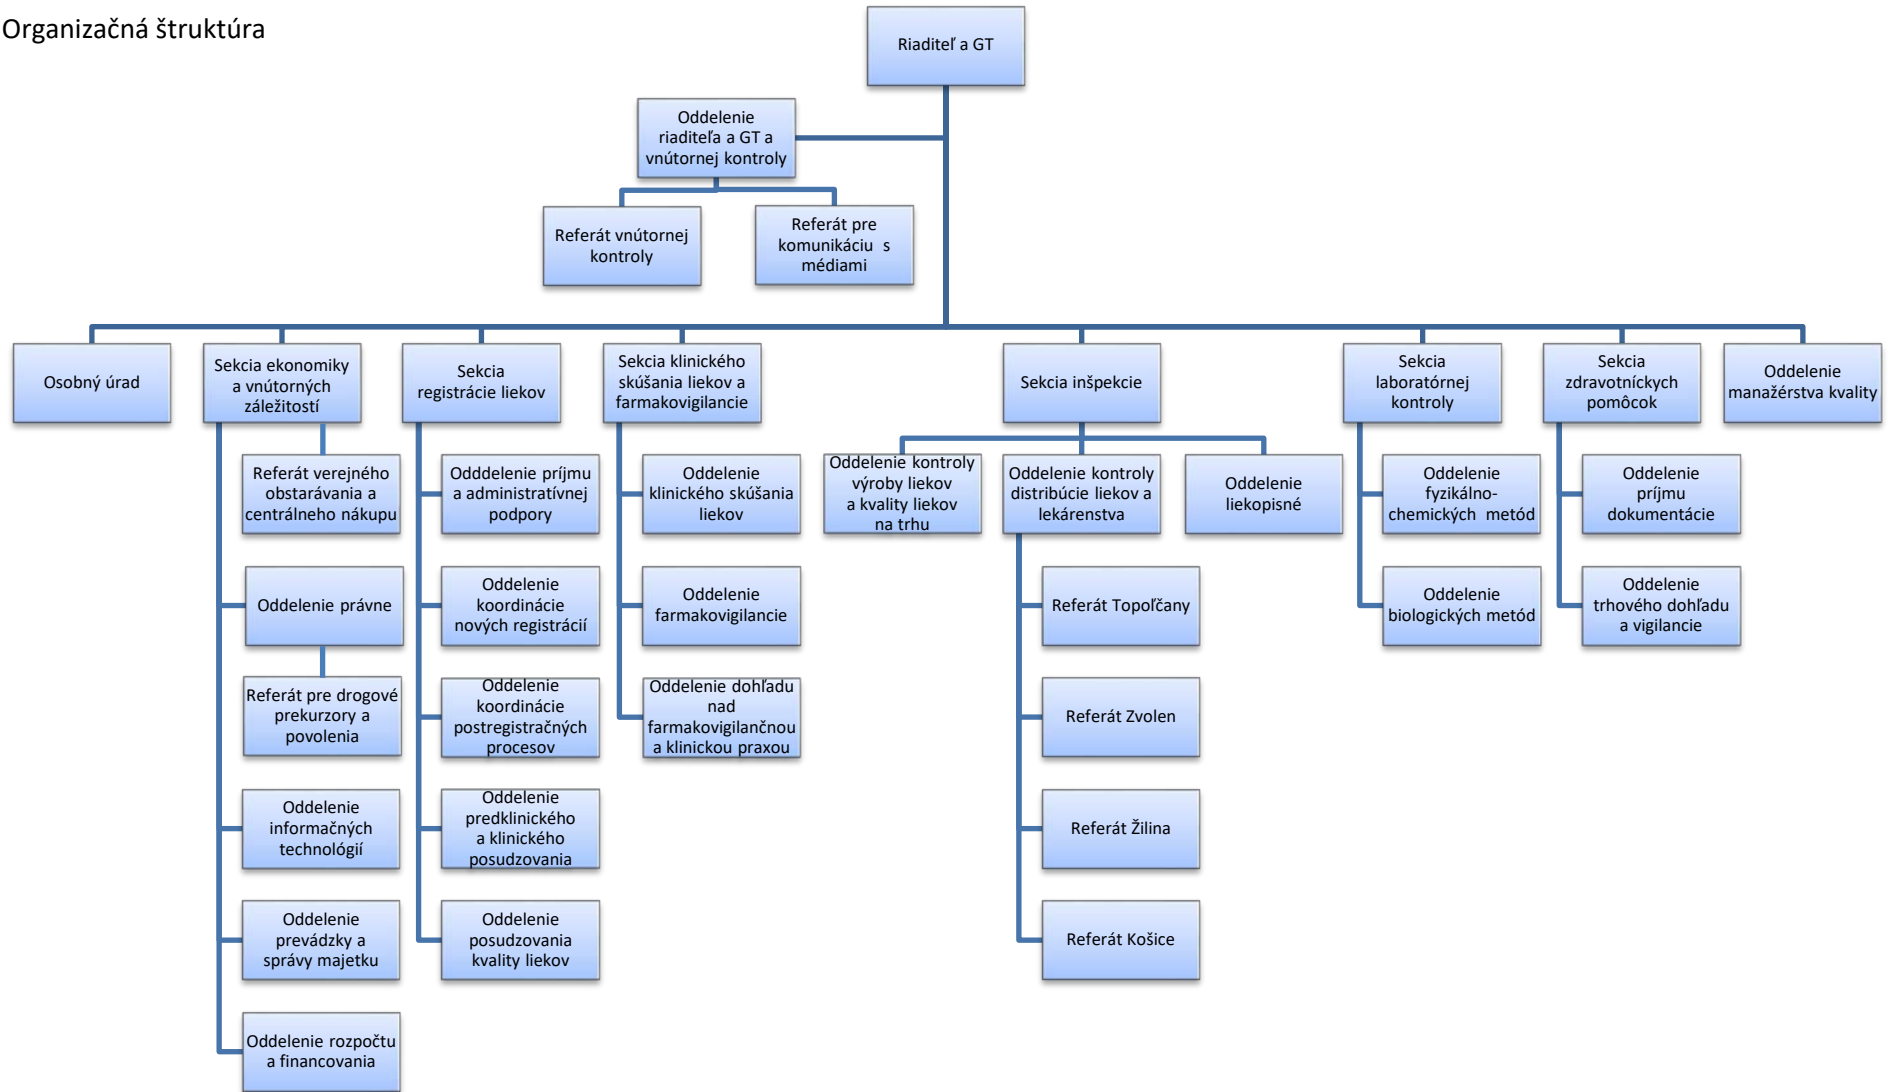 Organizačná štruktúra
Riaditeľ a GT
Oddelenie
riaditeľa a GT a
vnútornej kontroly
Referát vnútornej
kontroly
Referát pre
komunikáciu s
médiami
Osobný úrad
Sekcia ekonomiky
a vnútorných
záležitostí
Sekcia
registrácie liekov
Sekcia klinického
skúšania liekov a
farmakovigilancie
Sekcia inšpekcie
Sekcia
laboratórnej
kontroly
Sekcia
zdravotníckych
pomôcok
Oddelenie
manažérstva kvality
Referát verejného
obstarávania a
centrálneho nákupu
Odddelenie príjmu
a administratívnej
podpory
Oddelenie
klinického skúšania
liekov
Oddelenie kontroly
výroby liekov
a kvality liekov
na trhu
Oddelenie kontroly
distribúcie liekov a
lekárenstva
Oddelenie
liekopisné
Oddelenie
fyzikálno-
chemických metód
Oddelenie
príjmu
dokumentácie
Oddelenie právne
Oddelenie
koordinácie
nových registrácií
Oddelenie
farmakovigilancie
Referát Topoľčany
Oddelenie
biologických metód
Oddelenie
trhového dohľadu
a vigilancie
Referát pre drogové
prekurzory a
povolenia
Oddelenie
koordinácie
postregistračných
procesov
Oddelenie dohľadu
nad
farmakovigilančnou
a klinickou praxou
Referát Zvolen
Oddelenie
informačných
technológií
Oddelenie
predklinického
a klinického
posudzovania
Referát Žilina
Oddelenie
prevádzky a
správy majetku
Oddelenie
posudzovania
kvality liekov
Referát Košice
Oddelenie rozpočtu
a financovania